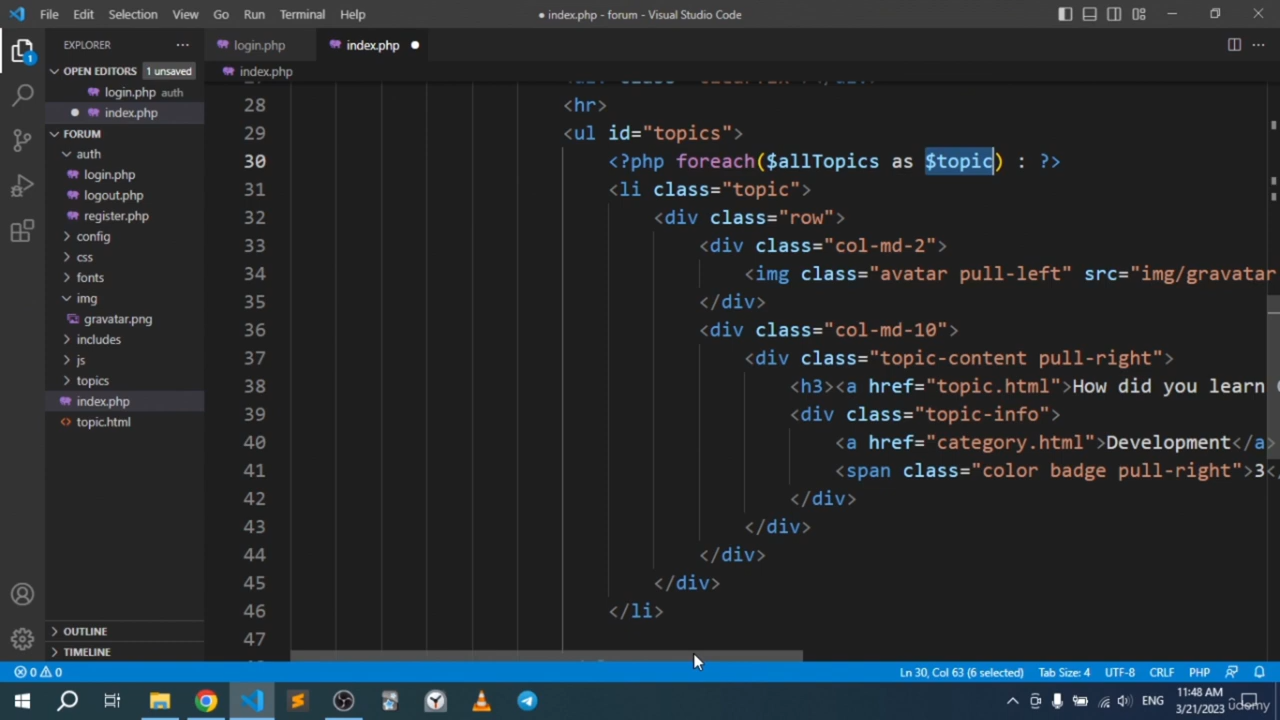 File Edit Selection View Go Run Terminal Help
● index.php - forum - Visual Studio Code
EXPLORER
login.php
index.php
OPEN EDITORS
1 unsaved
index.php
login.php auth
index.php
FORUM
auth
login.php
logout.php
register.php
config
css
fonts
img
gravatar.png
includes
js
topics
index.php
topic.html
OUTLINE
TIMELINE
28 <hr>
29 <ul id="topics">
30 <?php foreach($allTopics as $topic) : ?>
31 <li class="topic">
32 <div class="row">
33 <div class="col-md-2">
34 <img class="avatar pull-left" src="img/gravatar
35 </div>
36 <div class="col-md-10">
37 <div class="topic-content pull-right">
38 <h3><a href="topic.html">How did you learn
39 <div class="topic-info">
40 <a href="category.html">Development</a>
41 <span class="color badge pull-right">3<
42 </div>
43 </div>
44 </div>
45 </div>
46 </li>
47
0 0
Ln 30, Col 63 (6 selected) Tab Size: 4 UTF-8 CRLF PHP
ENG
11:48 AM
3/21/2023
udemy